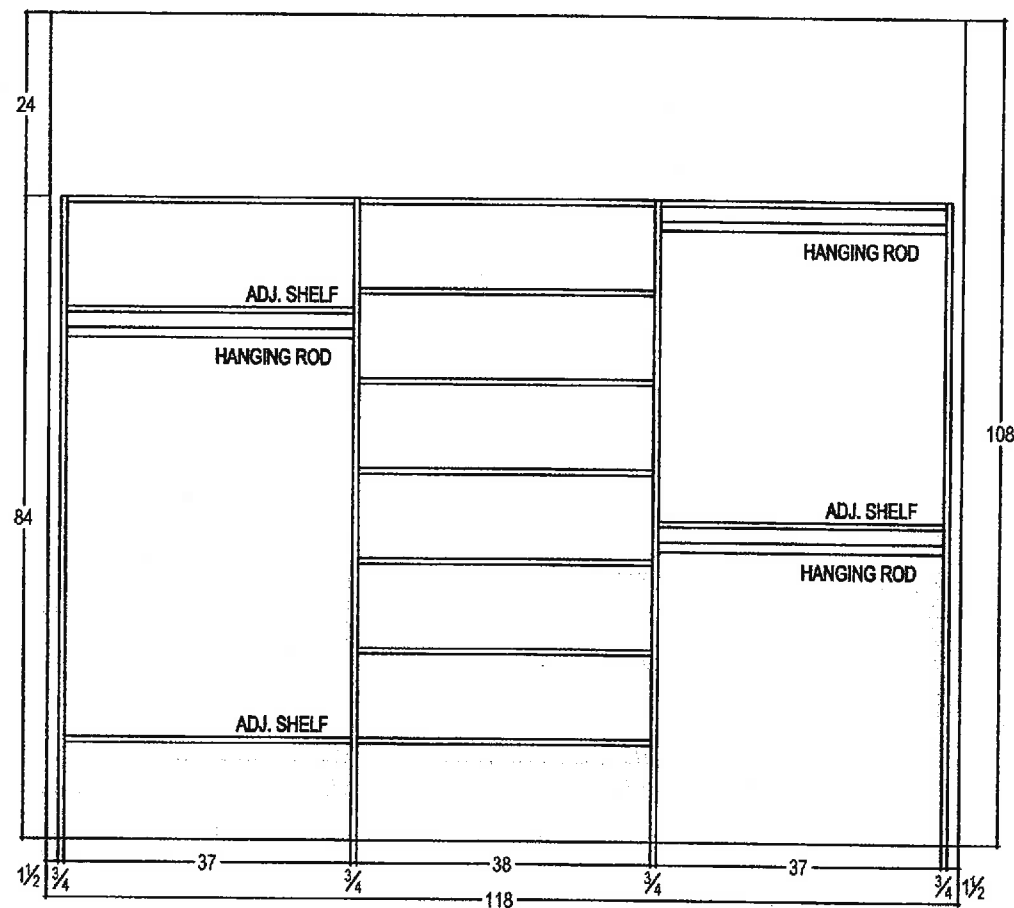 24
HANGING ROD
ADJ. SHELF
HANGING ROD
108
84
ADJ. SHELF
HANGING ROD
ADJ. SHELF
37 38 37
1½ ¾ ¾ ¾ ¾ 1½
118